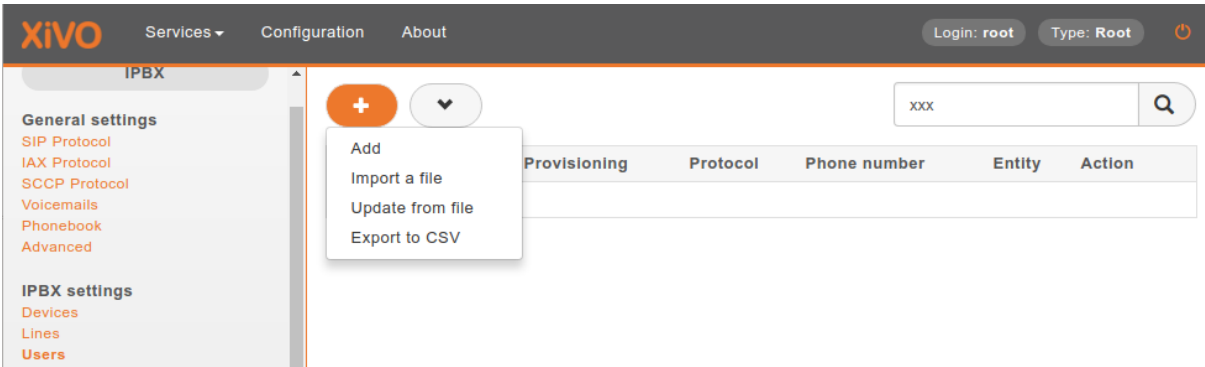 XiVO Services Configuration About Login: root Type: Root
IPBX
General settings
SIP Protocol
IAX Protocol
SCCP Protocol
Voicemails
Phonebook
Advanced
IPBX settings
Devices
Lines
Users
xxx
Provisioning Protocol Phone number Entity Action
Add
Import a file
Update from file
Export to CSV